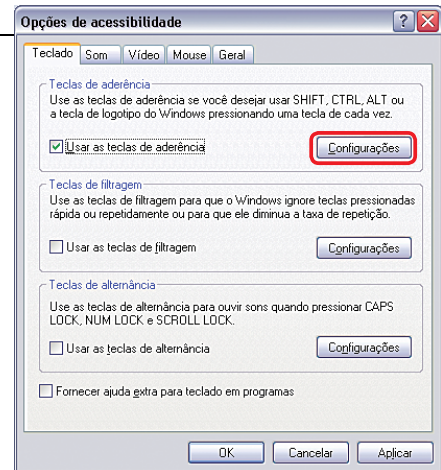 Opções de acessibilidade
Teclado Som Vídeo Mouse Geral
Teclas de aderência
Use as teclas de aderência se você desejar usar SHIFT, CTRL, ALT ou
a tecla de logotipo do Windows pressionando uma tecla de cada vez.
Usar as teclas de aderência Configurações
Teclas de filtragem
Use as teclas de filtragem para que o Windows ignore teclas pressionadas
rápida ou repetidamente ou para que ele diminua a taxa de repetição.
Usar as teclas de filtragem Configurações
Teclas de alternância
Use as teclas de alternância para ouvir sons quando pressionar CAPS
LOCK, NUM LOCK e SCROLL LOCK.
Usar as teclas de alternância Configurações
Fornecer ajuda extra para teclado em programas
OK Cancelar Aplicar